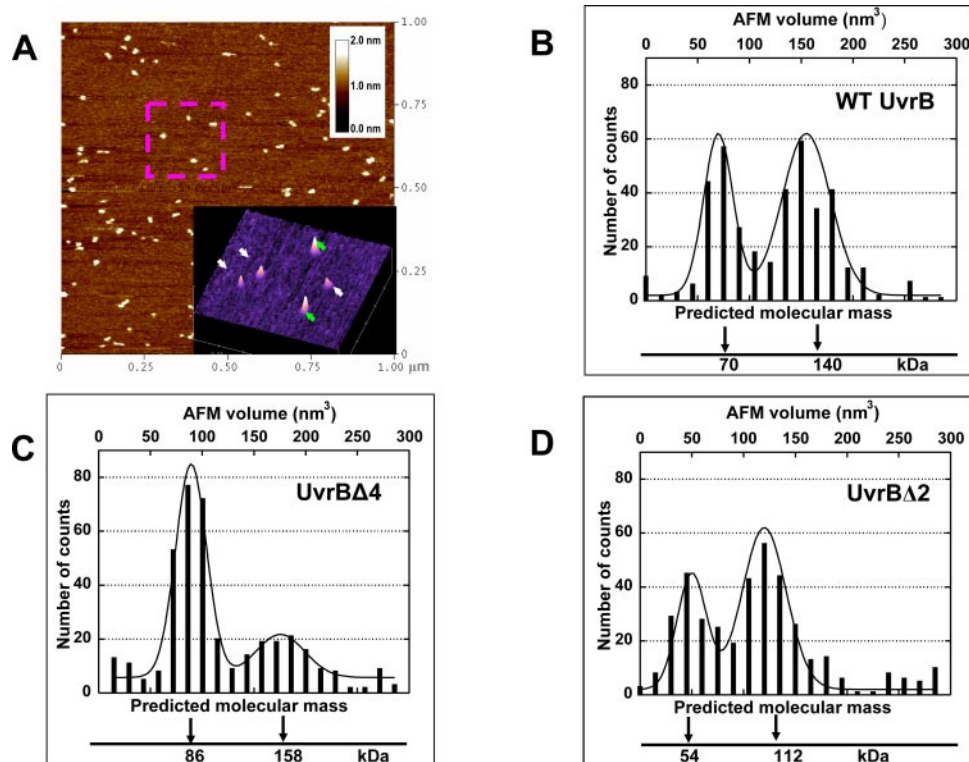 A
2.0 nm
1.0 nm
0.0 nm
1.00
0.75
0.50
0.25
0
0 0.25 0.50 0.75 1.00 μm
B
AFM volume (nm³)
0 50 100 150 200 250 300
WT UvrB
Number of counts
80
60
40
20
0
Predicted molecular mass
70 140 kDa
C
AFM volume (nm³)
0 50 100 150 200 250 300
UvrBΔ4
Number of counts
80
60
40
20
0
Predicted molecular mass
86 158 kDa
D
AFM volume (nm³)
0 50 100 150 200 250 300
UvrBΔ2
Number of counts
80
60
40
20
0
Predicted molecular mass
54 112 kDa